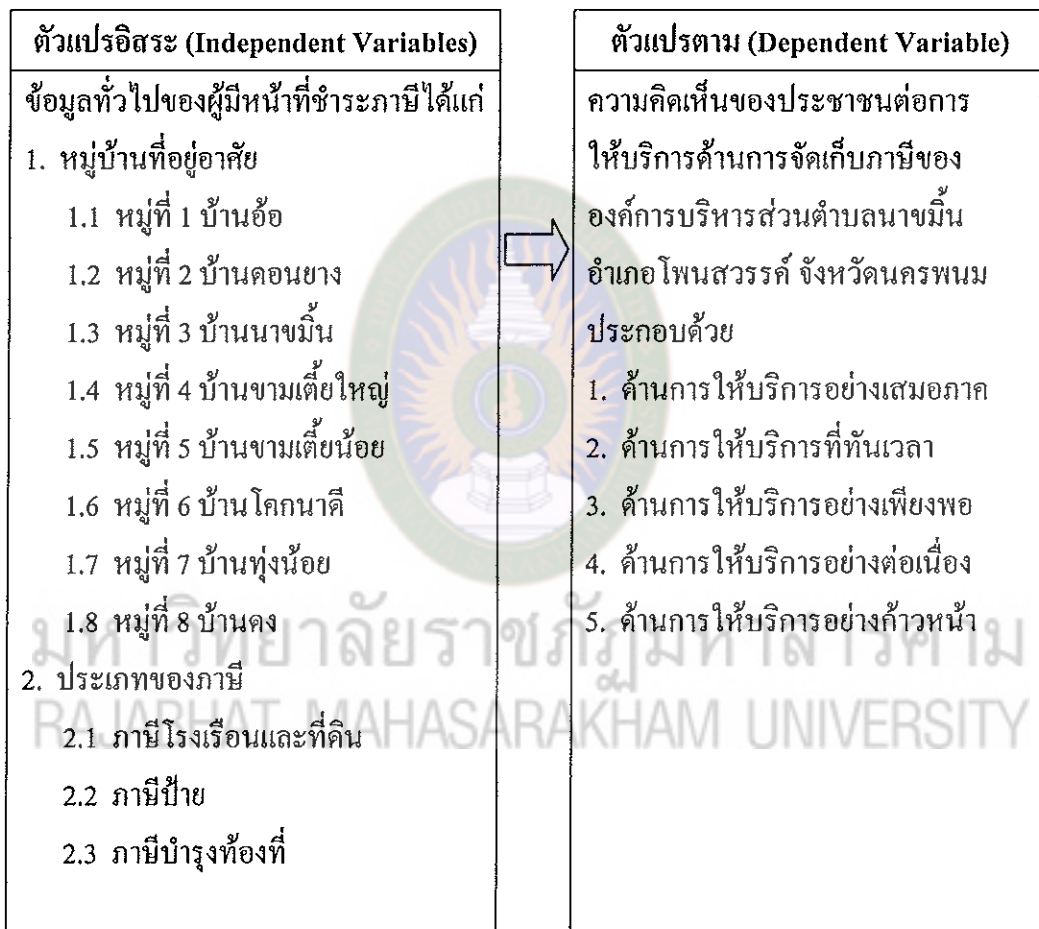 ตัวแปรอิสระ (Independent Variables)
ข้อมูลทั่วไปของผู้มีหน้าที่ชำระภาษีได้แก่
1. หมู่บ้านที่อยู่อาศัย
1.1 หมู่ที่ 1 บ้านอ้อ
1.2 หมู่ที่ 2 บ้านดอนยาง
1.3 หมู่ที่ 3 บ้านนาขมิ้น
1.4 หมู่ที่ 4 บ้านขามเตี้ยใหญ่
1.5 หมู่ที่ 5 บ้านขามเตี้ยน้อย
1.6 หมู่ที่ 6 บ้านโคกนาดี
1.7 หมู่ที่ 7 บ้านทุ่งน้อย
1.8 หมู่ที่ 8 บ้านดง
2. ประเภทของภาษี
2.1 ภาษีโรงเรือนและที่ดิน
2.2 ภาษีป้าย
2.3 ภาษีบำรุงท้องที่
ตัวแปรตาม (Dependent Variable)
ความคิดเห็นของประชาชนต่อการ
ให้บริการด้านการจัดเก็บภาษีของ
องค์การบริหารส่วนตำบลนาขมิ้น
อำเภอโพนสวรรค์ จังหวัดนครพนม
ประกอบด้วย
1. ด้านการให้บริการอย่างเสมอภาค
2. ด้านการให้บริการที่ทันเวลา
3. ด้านการให้บริการอย่างเพียงพอ
4. ด้านการให้บริการอย่างต่อเนื่อง
5. ด้านการให้บริการอย่างก้าวหน้า
มหาวิทยาลัยราชภัฏมหาสารคาม
RAJABHAT MAHASARAKHAM UNIVERSITY